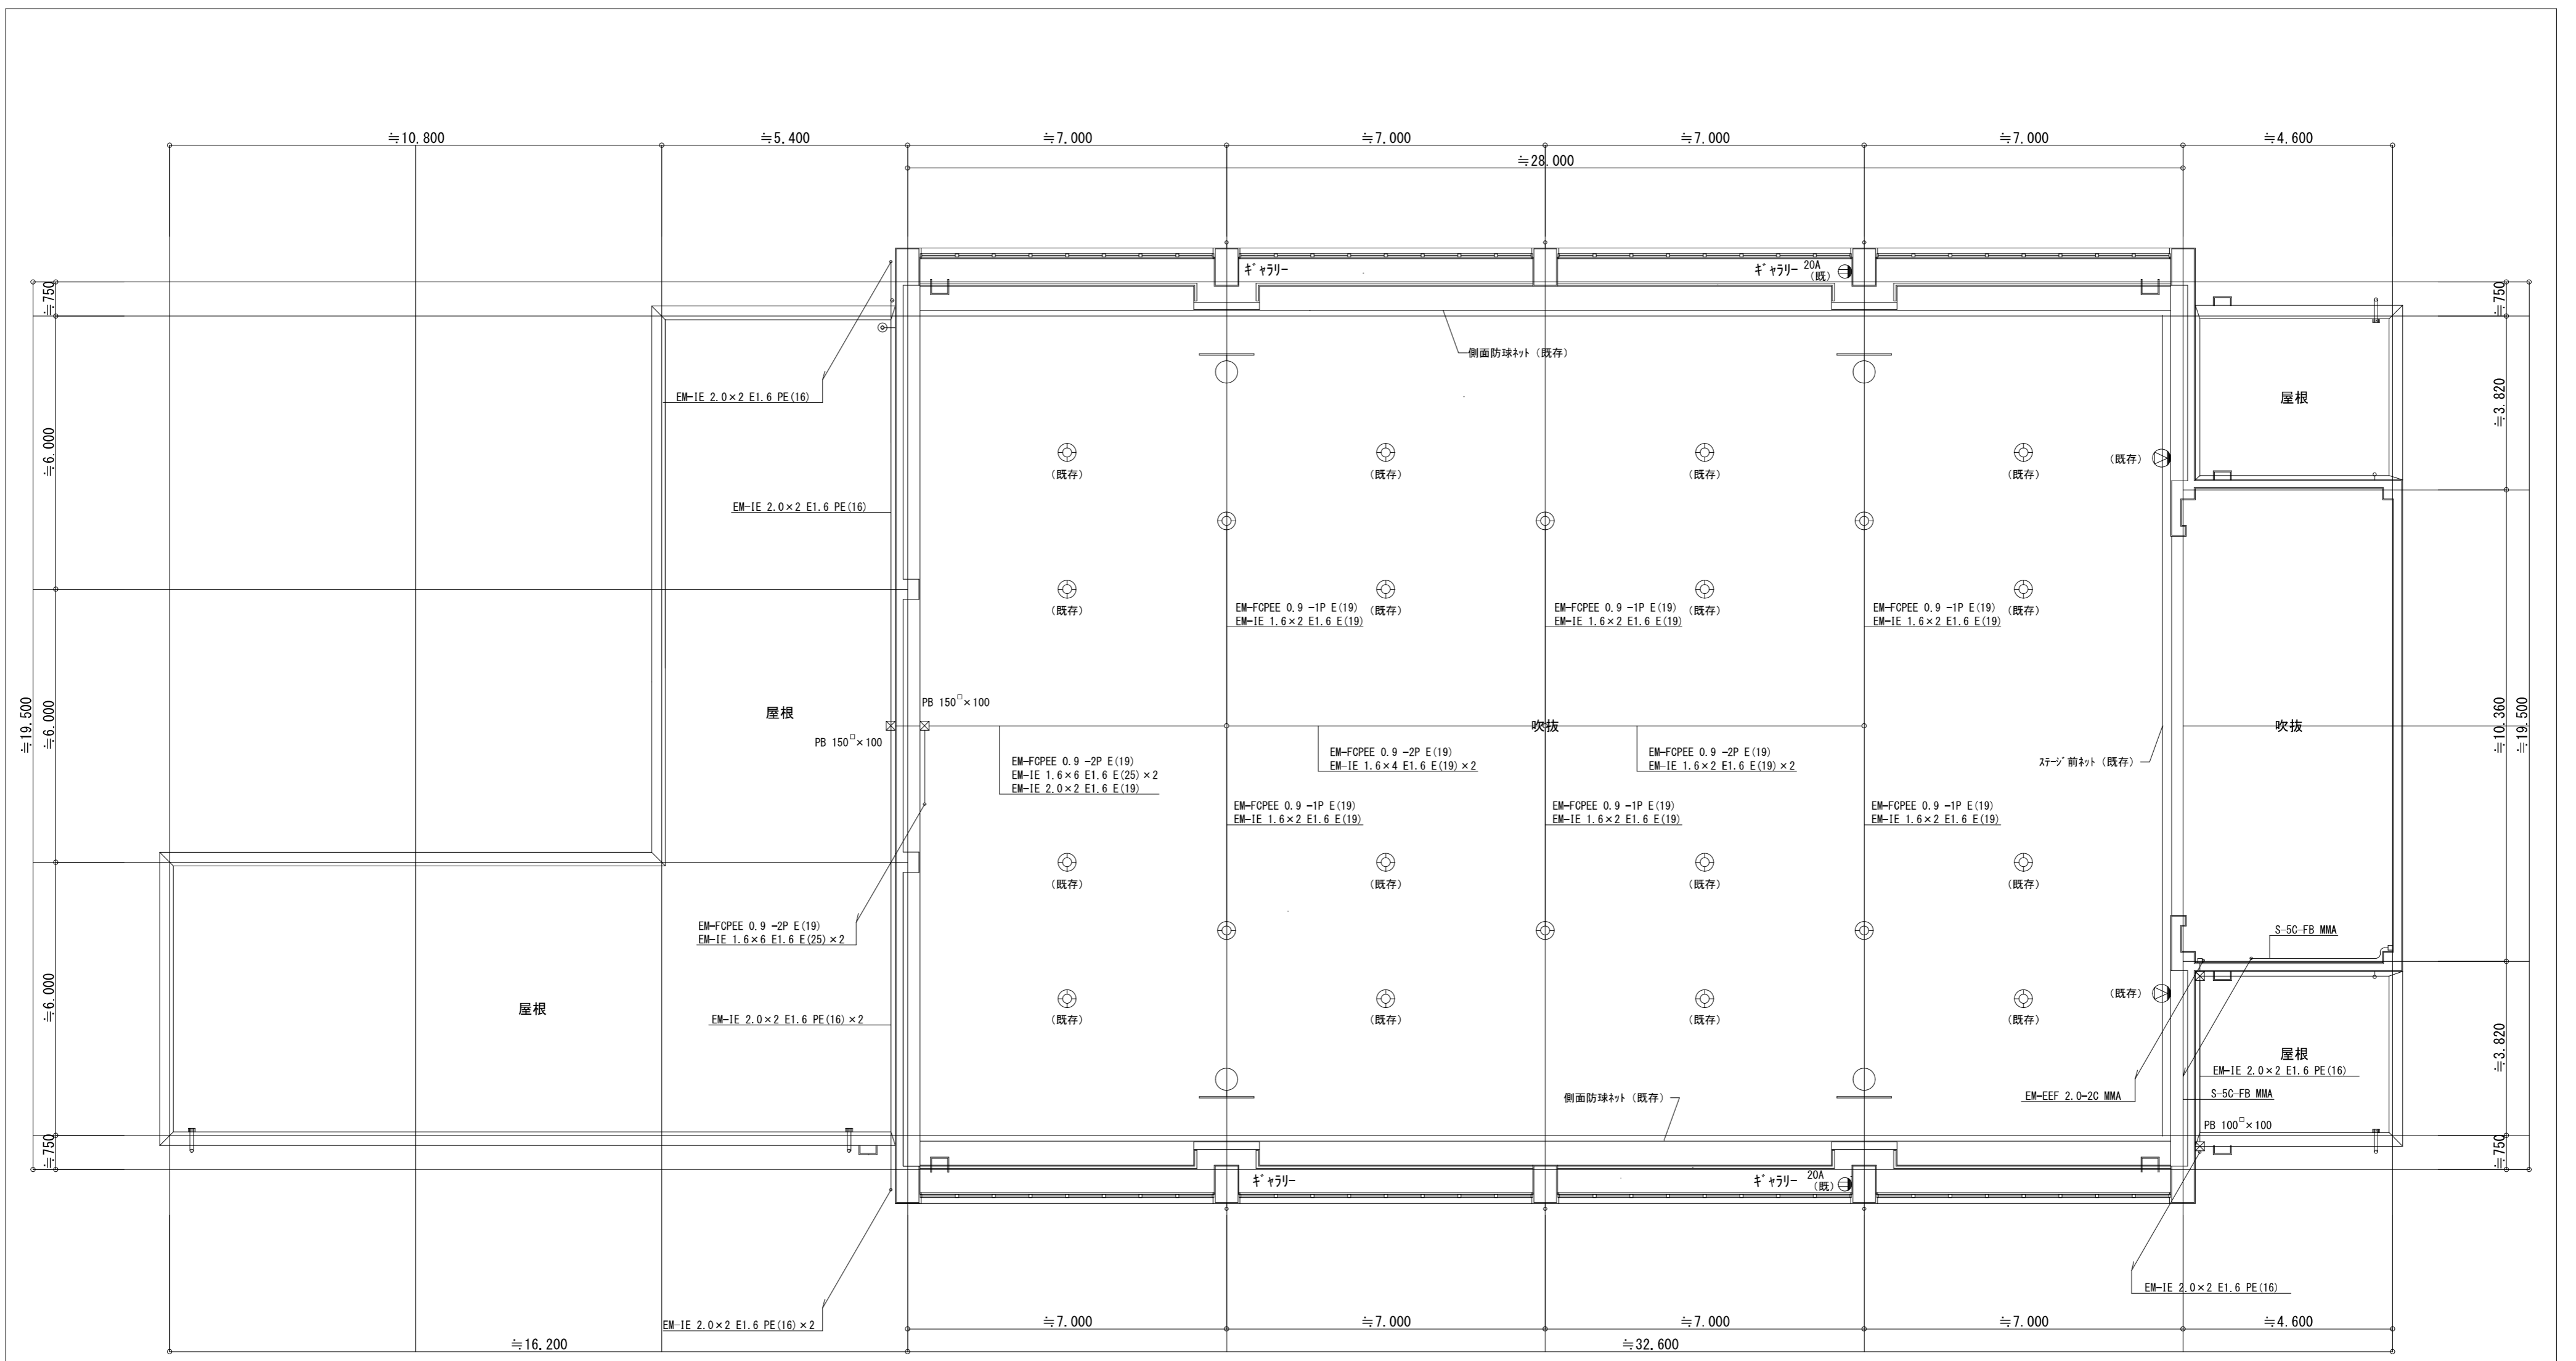 ≒10.800
≒5.400
≒7.000
≒7.000
≒7.000
≒7.000
≒4.600
≒28.000
ギャラリー
ギャラリー
20A
(既)
≒750
≒750
側面防球ネット (既存)
EM-IE 2.0×2 E1.6 PE(16)
屋根
≒3.820
≒6.000
(既存)
(既存)
(既存)
(既存)
(既存)
EM-IE 2.0×2 E1.6 PE(16)
(既存)
(既存)
(既存)
(既存)
EM-FCPEE 0.9 -1P E(19)
EM-IE 1.6×2 E1.6 E(19)
EM-FCPEE 0.9 -1P E(19)
EM-IE 1.6×2 E1.6 E(19)
EM-FCPEE 0.9 -1P E(19)
EM-IE 1.6×2 E1.6 E(19)
≒19.500
≒6.000
屋根
PB 150□×100
PB 150□×100
吹抜
吹抜
≒10.360
≒19.500
EM-FCPEE 0.9 -2P E(19)
EM-IE 1.6×6 E1.6 E(25)×2
EM-IE 2.0×2 E1.6 E(19)
EM-FCPEE 0.9 -2P E(19)
EM-IE 1.6×4 E1.6 E(19)×2
EM-FCPEE 0.9 -2P E(19)
EM-IE 1.6×2 E1.6 E(19)×2
ステージ前ネット (既存)
EM-FCPEE 0.9 -1P E(19)
EM-IE 1.6×2 E1.6 E(19)
EM-FCPEE 0.9 -1P E(19)
EM-IE 1.6×2 E1.6 E(19)
EM-FCPEE 0.9 -1P E(19)
EM-IE 1.6×2 E1.6 E(19)
(既存)
(既存)
(既存)
(既存)
EM-FCPEE 0.9 -2P E(19)
EM-IE 1.6×6 E1.6 E(25)×2
S-5C-FB MMA
≒6.000
屋根
EM-IE 2.0×2 E1.6 PE(16)×2
(既存)
(既存)
(既存)
(既存)
(既存)
≒3.820
屋根
EM-IE 2.0×2 E1.6 PE(16)
側面防球ネット (既存)
EM-EEF 2.0-2C MMA
S-5C-FB MMA
PB 100□×100
≒750
≒750
ギャラリー
ギャラリー
20A
(既)
EM-IE 2.0×2 E1.6 PE(16)
EM-IE 2.0×2 E1.6 PE(16)×2
≒7.000
≒7.000
≒7.000
≒7.000
≒4.600
≒16.200
≒32.600